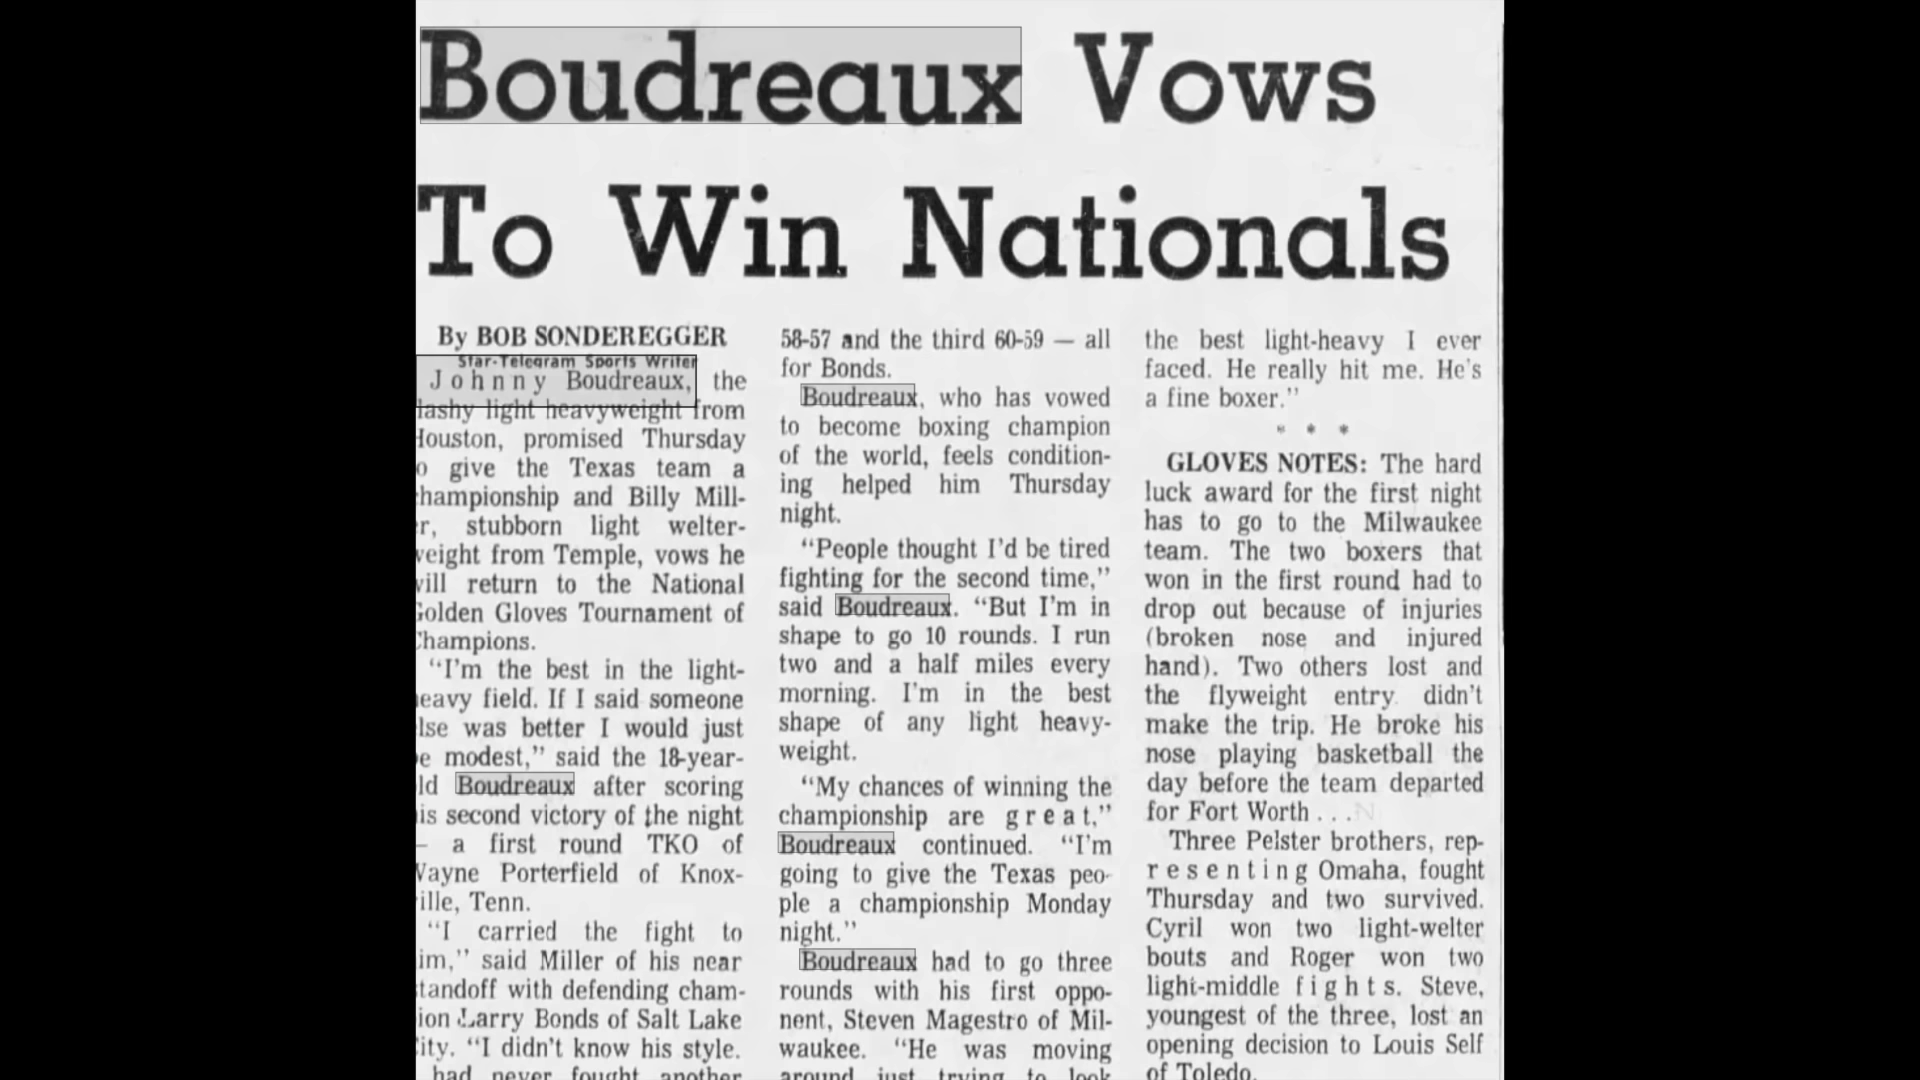 Boudreaux Vows
To Win Nationals
By BOB SONDEREGGER
Star-Telegram Sports Writer
Johnny Boudreaux, the
lashy light heavyweight from
Houston, promised Thursday
o give the Texas team a
championship and Billy Mill-
r, stubborn light welter-
weight from Temple, vows he
will return to the National
Golden Gloves Tournament of
Champions.
"I'm the best in the light-
eavy field. If I said someone
lse was better I would just
e modest," said the 18-year-
ld Boudreaux after scoring
is second victory of the night
— a first round TKO of
Wayne Porterfield of Knox-
ille, Tenn.
"I carried the fight to
im," said Miller of his near
tandoff with defending cham-
ion Larry Bonds of Salt Lake
City. "I didn't know his style.
had never fought another
58-57 and the third 60-59 — all
for Bonds.
Boudreaux, who has vowed
to become boxing champion
of the world, feels condition-
ing helped him Thursday
night.
"People thought I'd be tired
fighting for the second time,"
said Boudreaux. "But I'm in
shape to go 10 rounds. I run
two and a half miles every
morning. I'm in the best
shape of any light heavy-
weight.
"My chances of winning the
championship are great,"
Boudreaux continued. "I'm
going to give the Texas peo-
ple a championship Monday
night."
Boudreaux had to go three
rounds with his first oppo-
nent, Steven Magestro of Mil-
waukee. "He was moving
around just trying to look
the best light-heavy I ever
faced. He really hit me. He's
a fine boxer."
* * *
GLOVES NOTES: The hard
luck award for the first night
has to go to the Milwaukee
team. The two boxers that
won in the first round had to
drop out because of injuries
(broken nose and injured
hand). Two others lost and
the flyweight entry didn't
make the trip. He broke his
nose playing basketball the
day before the team departed
for Fort Worth . . .
Three Pelster brothers, rep-
resenting Omaha, fought
Thursday and two survived.
Cyril won two light-welter
bouts and Roger won two
light-middle fights. Steve,
youngest of the three, lost an
opening decision to Louis Self
of Toledo.